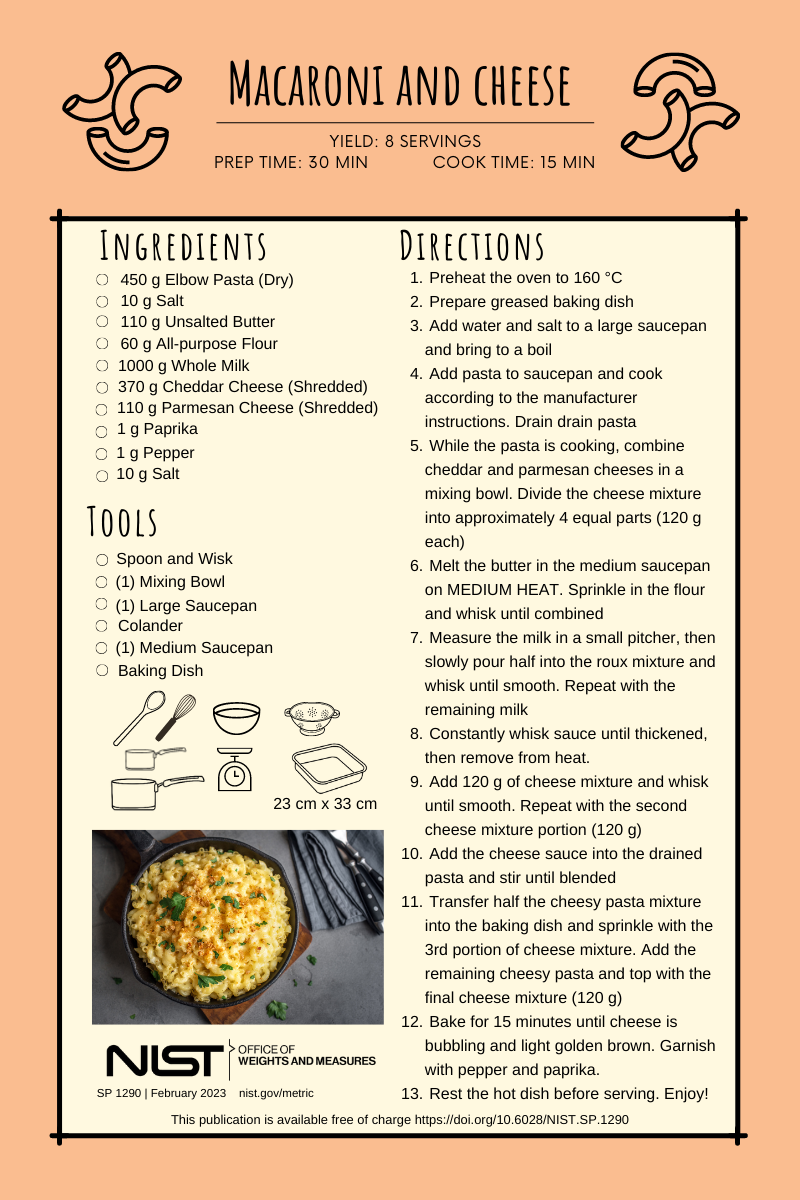 Macaroni and cheese
YIELD: 8 SERVINGS
PREP TIME: 30 MIN COOK TIME: 15 MIN
Ingredients
450 g Elbow Pasta (Dry)
10 g Salt
110 g Unsalted Butter
60 g All-purpose Flour
1000 g Whole Milk
370 g Cheddar Cheese (Shredded)
110 g Parmesan Cheese (Shredded)
1 g Paprika
1 g Pepper
10 g Salt
Tools
Spoon and Wisk
(1) Mixing Bowl
(1) Large Saucepan
Colander
(1) Medium Saucepan
Baking Dish
23 cm x 33 cm
NIST
OFFICE OF
WEIGHTS AND MEASURES
SP 1290 | February 2023 nist.gov/metric
Directions
1. Preheat the oven to 160 °C
2. Prepare greased baking dish
3. Add water and salt to a large saucepan
and bring to a boil
4. Add pasta to saucepan and cook
according to the manufacturer
instructions. Drain drain pasta
5. While the pasta is cooking, combine
cheddar and parmesan cheeses in a
mixing bowl. Divide the cheese mixture
into approximately 4 equal parts (120 g
each)
6. Melt the butter in the medium saucepan
on MEDIUM HEAT. Sprinkle in the flour
and whisk until combined
7. Measure the milk in a small pitcher, then
slowly pour half into the roux mixture and
whisk until smooth. Repeat with the
remaining milk
8. Constantly whisk sauce until thickened,
then remove from heat.
9. Add 120 g of cheese mixture and whisk
until smooth. Repeat with the second
cheese mixture portion (120 g)
10. Add the cheese sauce into the drained
pasta and stir until blended
11. Transfer half the cheesy pasta mixture
into the baking dish and sprinkle with the
3rd portion of cheese mixture. Add the
remaining cheesy pasta and top with the
final cheese mixture (120 g)
12. Bake for 15 minutes until cheese is
bubbling and light golden brown. Garnish
with pepper and paprika.
13. Rest the hot dish before serving. Enjoy!
This publication is available free of charge https://doi.org/10.6028/NIST.SP.1290